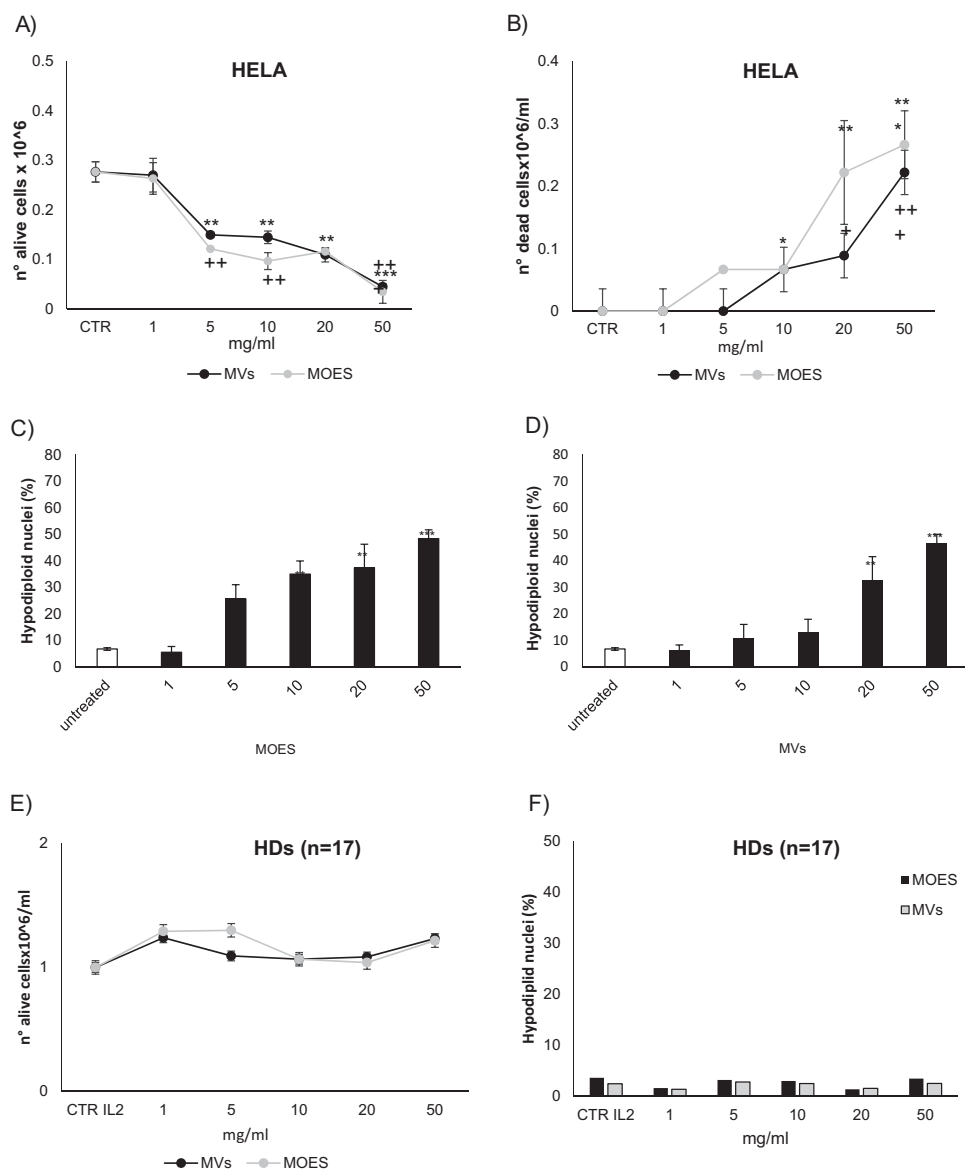 A)
HELA
n° alive cells x 10^6
0.5
0.4
0.3
0.2
0.1
0
** ** **
++ ++ ++
***
+
CTR 1 5 10 20 50
mg/ml
MVs MOES
B)
HELA
n° dead cellsx10^6/ml
0.4
0.3
0.2
0.1
0
* ** **
*
+ ++
+
CTR 1 5 10 20 50
mg/ml
MVs MOES
C)
Hypodiploid nuclei (%)
80
70
60
50
40
30
20
10
0
** ** ***
untreated 1 5 10 20 50
MOES
D)
Hypodiploid nuclei (%)
80
70
60
50
40
30
20
10
0
** ***
untreated 1 5 10 20 50
MVs
E)
HDs (n=17)
n° alive cellsx10^6/ml
2
1
0
CTR IL2 1 5 10 20 50
mg/ml
MVs MOES
F)
HDs (n=17)
Hypodiplid nuclei (%)
50
40
30
20
10
0
MOES
MVs
CTR IL2 1 5 10 20 50
mg/ml